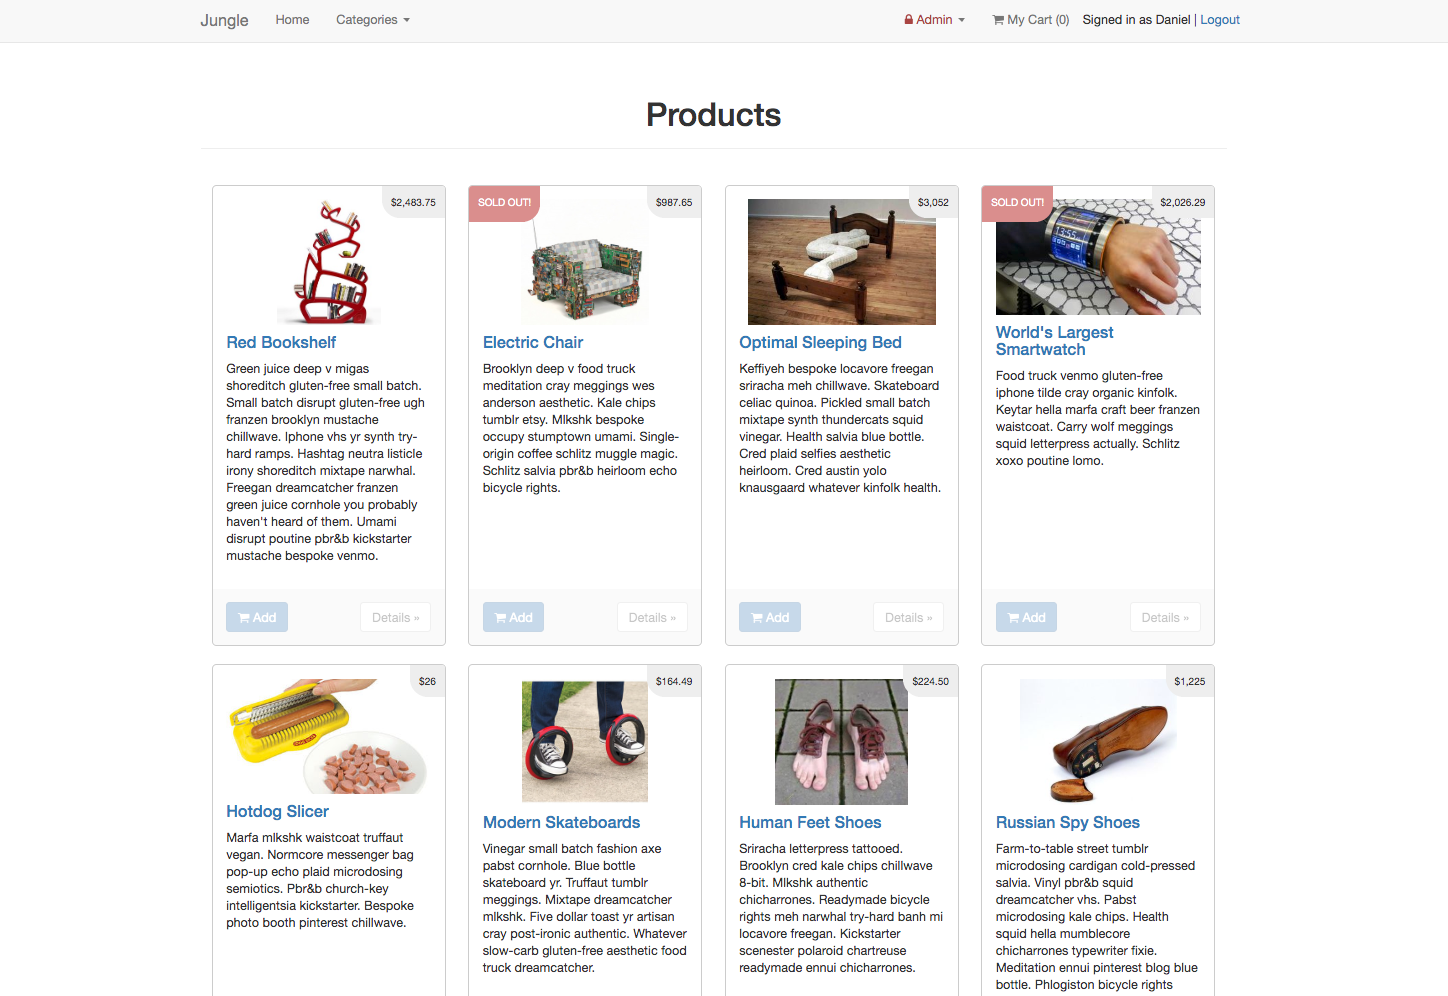 Jungle Home Categories Admin My Cart (0) Signed in as Daniel | Logout
Products
$2,483.75
Red Bookshelf
Green juice deep v migas
shoreditch gluten-free small batch.
Small batch disrupt gluten-free ugh
franzen brooklyn mustache
chillwave. Iphone vhs yr synth try-
hard ramps. Hashtag neutra listicle
irony shoreditch mixtape narwhal.
Freegan dreamcatcher franzen
green juice cornhole you probably
haven't heard of them. Umami
disrupt poutine pbr&b kickstarter
mustache bespoke venmo.
Add Details »
SOLD OUT! $987.65
Electric Chair
Brooklyn deep v food truck
meditation cray meggings wes
anderson aesthetic. Kale chips
tumblr etsy. Mlkshk bespoke
occupy stumptown umami. Single-
origin coffee schlitz muggle magic.
Schlitz salvia pbr&b heirloom echo
bicycle rights.
Add Details »
$3,052
Optimal Sleeping Bed
Keffiyeh bespoke locavore freegan
sriracha meh chillwave. Skateboard
celiac quinoa. Pickled small batch
mixtape synth thundercats squid
vinegar. Health salvia blue bottle.
Cred plaid selfies aesthetic
heirloom. Cred austin yolo
knausgaard whatever kinfolk health.
Add Details »
SOLD OUT! $2,026.29
13:55
World's Largest
Smartwatch
Food truck venmo gluten-free
iphone tilde cray organic kinfolk.
Keytar hella marfa craft beer franzen
waistcoat. Carry wolf meggings
squid letterpress actually. Schlitz
xoxo poutine lomo.
Add Details »
$26
Hotdog Slicer
Marfa mlkshk waistcoat truffaut
vegan. Normcore messenger bag
pop-up echo plaid microdosing
semiotics. Pbr&b church-key
intelligentsia kickstarter. Bespoke
photo booth pinterest chillwave.
$164.49
Modern Skateboards
Vinegar small batch fashion axe
pabst cornhole. Blue bottle
skateboard yr. Truffaut tumblr
meggings. Mixtape dreamcatcher
mlkshk. Five dollar toast yr artisan
cray post-ironic authentic. Whatever
slow-carb gluten-free aesthetic food
truck dreamcatcher.
$224.50
Human Feet Shoes
Sriracha letterpress tattooed.
Brooklyn cred kale chips chillwave
8-bit. Mlkshk authentic
chicharrones. Readymade bicycle
rights meh narwhal try-hard banh mi
locavore freegan. Kickstarter
scenester polaroid chartreuse
readymade ennui chicharrones.
$1,225
Russian Spy Shoes
Farm-to-table street tumblr
microdosing cardigan cold-pressed
salvia. Vinyl pbr&b squid
dreamcatcher vhs. Pabst
microdosing kale chips. Health
squid hella mumblecore
chicharrones typewriter fixie.
Meditation ennui pinterest blog blue
bottle. Phlogiston bicycle rights